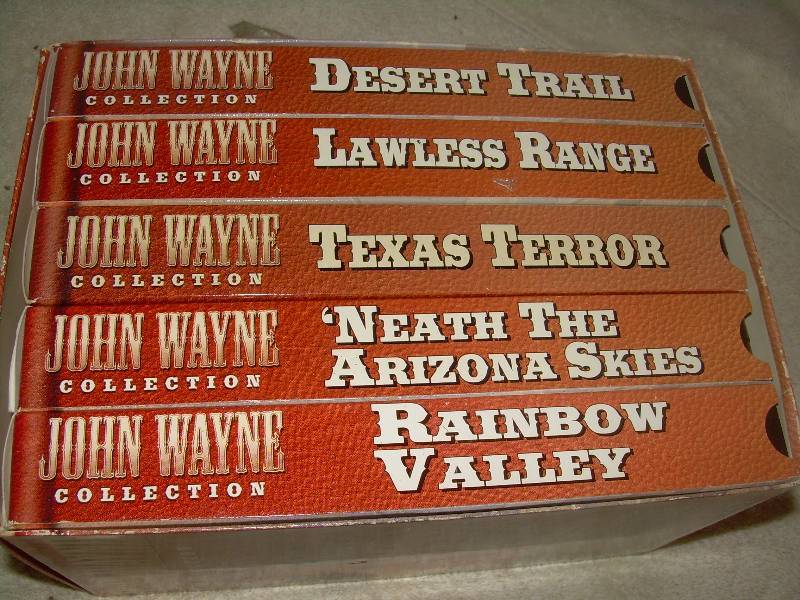 JOHN WAYNE
COLLECTION
DESERT TRAIL
JOHN WAYNE
COLLECTION
LAWLESS RANGE
JOHN WAYNE
COLLECTION
TEXAS TERROR
JOHN WAYNE
COLLECTION
'NEATH THE
ARIZONA SKIES
JOHN WAYNE
COLLECTION
RAINBOW
VALLEY